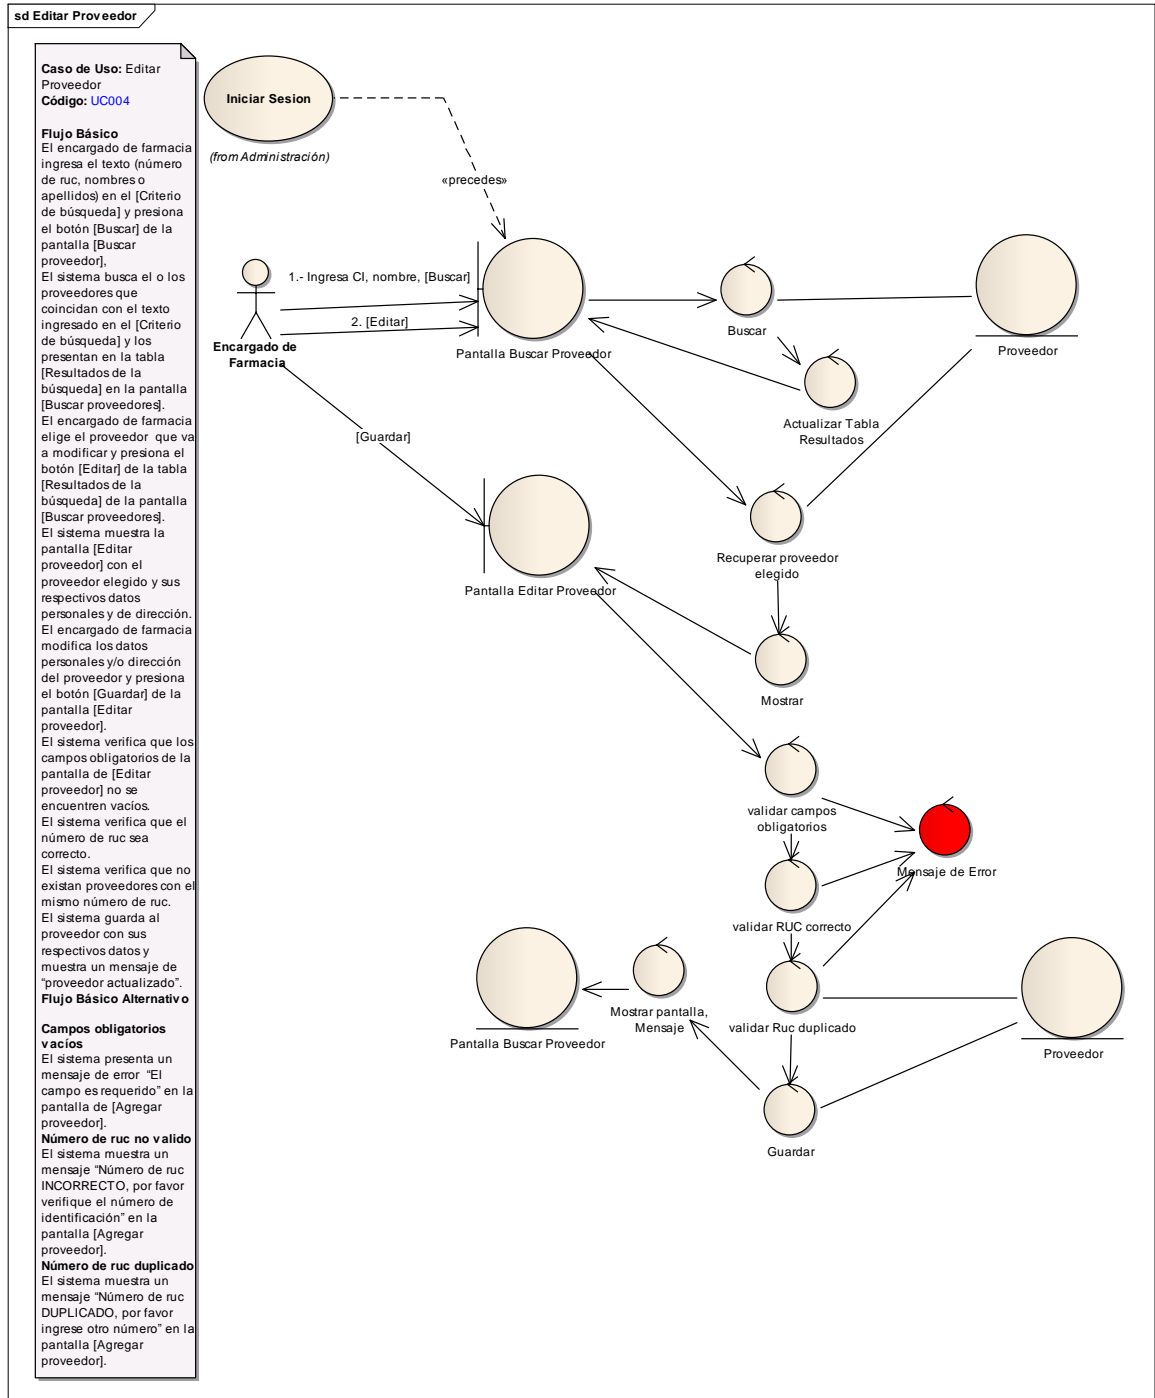 sd Editar Proveedor
Caso de Uso: Editar
Proveedor
Código: UC004
Flujo Básico
El encargado de farmacia
ingresa el texto (número
de ruc, nombres o
apellidos) en el [Criterio
de búsqueda] y presiona
el botón [Buscar] de la
pantalla [Buscar
proveedor],
El sistema busca el o los
proveedores que
coincidan con el texto
ingresado en el [Criterio
de búsqueda] y los
presentan en la tabla
[Resultados de la
búsqueda] en la pantalla
[Buscar proveedores].
El encargado de farmacia
elige el proveedor que va
a modificar y presiona el
botón [Editar] de la tabla
[Resultados de la
búsqueda] de la pantalla
[Buscar proveedores].
El sistema muestra la
pantalla [Editar
proveedor] con el
proveedor elegido y sus
respectivos datos
personales y de dirección.
El encargado de farmacia
modifica los datos
personales y/o dirección
del proveedor y presiona
el botón [Guardar] de la
pantalla [Editar
proveedor].
El sistema verifica que los
campos obligatorios de la
pantalla de [Editar
proveedor] no se
encuentren vacíos.
El sistema verifica que el
número de ruc sea
correcto.
El sistema verifica que no
existan proveedores con el
mismo número de ruc.
El sistema guarda al
proveedor con sus
respectivos datos y
muestra un mensaje de
“proveedor actualizado”.
Flujo Básico Alternativo
Campos obligatorios
vacíos
El sistema presenta un
mensaje de error “El
campo es requerido” en la
pantalla de [Agregar
proveedor].
Número de ruc no valido
El sistema muestra un
mensaje “Número de ruc
INCORRECTO, por favor
verifique el número de
identificación” en la
pantalla [Agregar
proveedor].
Número de ruc duplicado
El sistema muestra un
mensaje “Número de ruc
DUPLICADO, por favor
ingrese otro número” en la
pantalla [Agregar
proveedor].
Iniciar Sesion
(from Administración)
«precedes»
1.- Ingresa CI, nombre, [Buscar]
2. [Editar]
Encargado de
Farmacia
Pantalla Buscar Proveedor
Buscar
Proveedor
Actualizar Tabla
Resultados
[Guardar]
Pantalla Editar Proveedor
Recuperar proveedor
elegido
Mostrar
validar campos
obligatorios
Mensaje de Error
validar RUC correcto
Pantalla Buscar Proveedor
Mostrar pantalla,
Mensaje
validar Ruc duplicado
Proveedor
Guardar